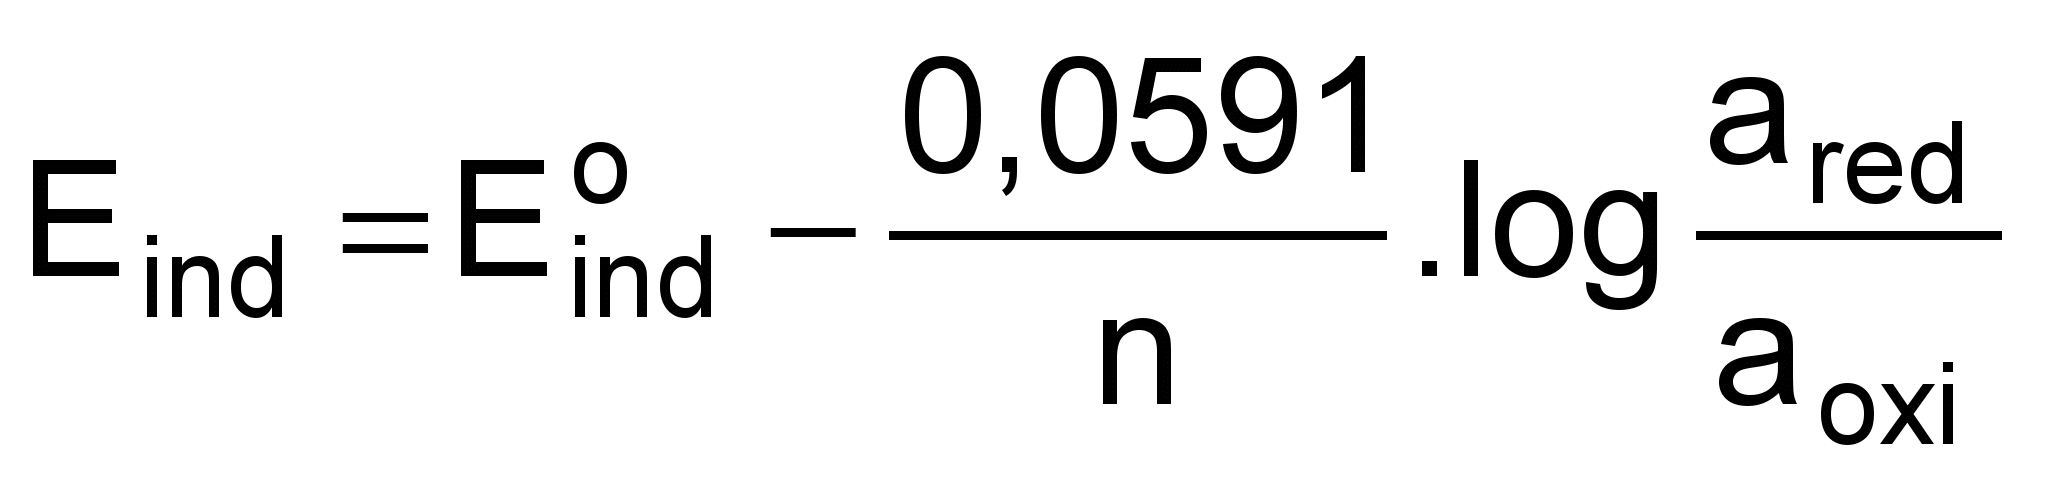 E_ind = E°_ind − 0,0591/n .log a_red/a_oxi